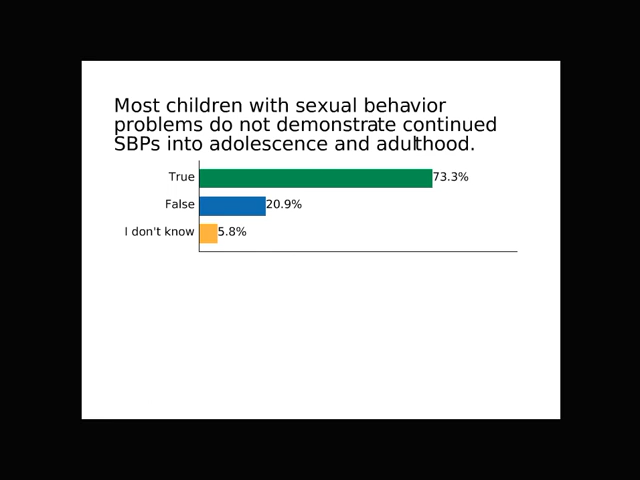 Most children with sexual behavior
problems do not demonstrate continued
SBPs into adolescence and adulthood.
True 73.3%
False 20.9%
I don't know 5.8%